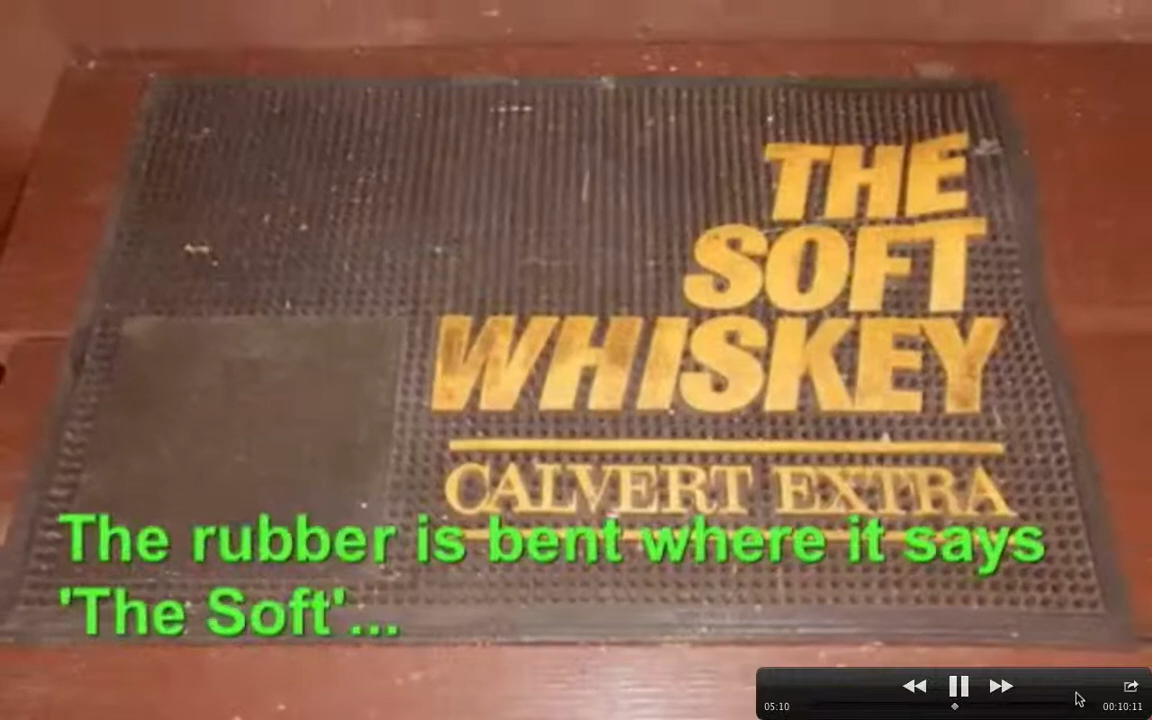 THE
SOFT
WHISKEY
CALVERT EXTRA
The rubber is bent where it says
'The Soft'...
05:10
00:10:11